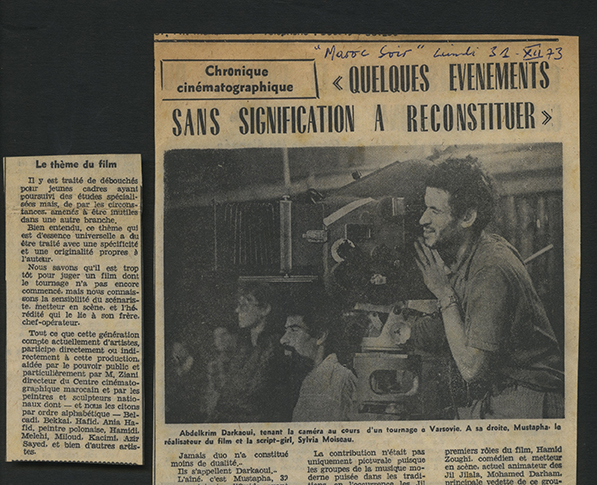 "Maroc Soir" Lundi 31-XII 73
Chronique
cinématographique
« QUELQUES EVENEMENTS
SANS SIGNIFICATION A RECONSTITUER »
Abdelkrim Darkaoui, tenant la caméra au cours d'un tournage à Varsovie. A sa droite, Mustapha, le
réalisateur du film et la script-girl, Sylvia Moiseau.
Le thème du film
Il y est traité de débouchés
pour jeunes cadres ayant
poursuivi des études spéciali-
sées mais, de par les circons-
tances, amenés à être inutiles
dans une autre branche.
Bien entendu, ce thème qui
est d'essence universelle a du
être traité avec une spécificité
et une originalité propres à
l'auteur.
Nous savons qu'il est trop
tôt pour juger un film dont
le tournage n'a pas encore
commencé, mais nous connais-
sons la sensibilité du scénaris-
te, metteur en scène, et l'hé-
rédité qui le lie à son frère,
chef-opérateur.
Tout ce que cette génération
compte actuellement d'artistes,
participe directement ou indi-
rectement à cette production,
aidée par le pouvoir public et
particulièrement par M. Ziani
directeur du Centre cinémato-
graphique marocain et par les
peintres et sculpteurs natio-
naux dont — et nous les citons
par ordre alphabétique — Bel-
cadi, Bekkai, Hafid, Ania Ha-
fid, peintre polonaise, Hamidi,
Melehi, Miloud, Kacimi, Aziz
Sayed, et bien d'autres artis-
tes.
Jamais duo n'a constitué
moins de dualité.
Ils s'appellent Darkaoui.
L'aîné, c'est Mustapha, 32
La contribution n'était pas
uniquement picturale puisque
les groupes de la musique mo-
derne puisée dans les tradi-
premiers rôles du film, Hamid
Zoughi, comédien et metteur
en scène, actuel animateur des
Jil Jilala, Mohamed Darham,
principale vedette de ce grou-